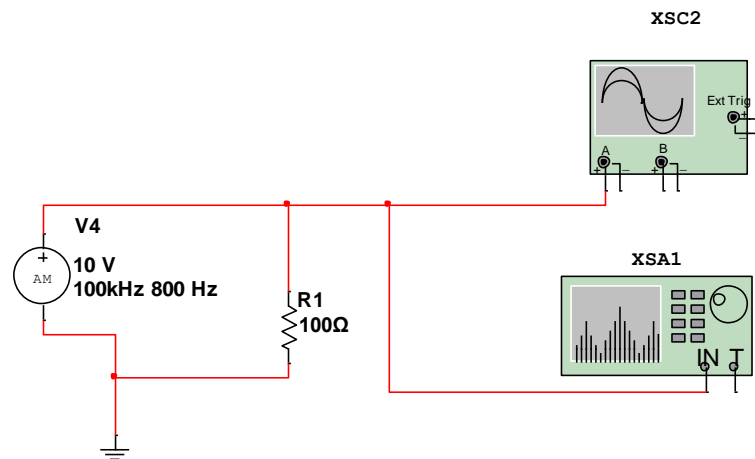 XSC2
Ext Trig
+
_
A
B
+ _ + _
V4
+
AM
10 V
100kHz 800 Hz
R1
100Ω
XSA1
IN T